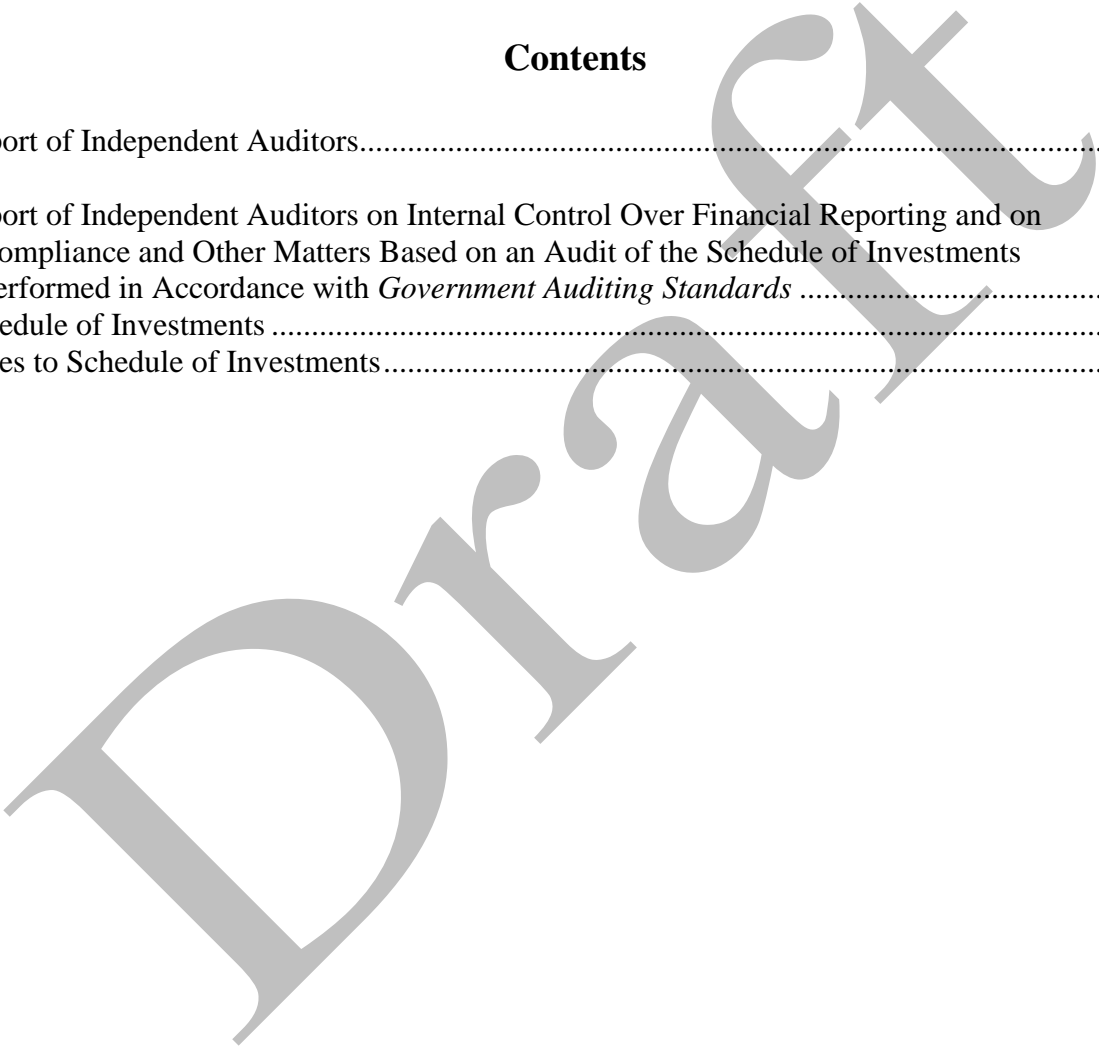 Contents
port of Independent Auditors....................................................................................
port of Independent Auditors on Internal Control Over Financial Reporting and on
ompliance and Other Matters Based on an Audit of the Schedule of Investments
erformed in Accordance with Government Auditing Standards ..................................
edule of Investments ..............................................................................................
es to Schedule of Investments..................................................................................
Draft